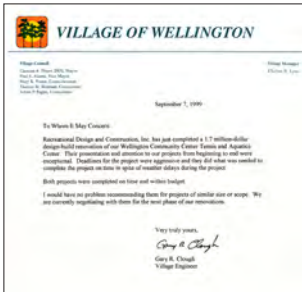 VILLAGE OF WELLINGTON
Village Council
Village Manager
September 7, 1999
To Whom It May Concern:
Recreational Design and Construction, Inc. has just completed a 1.7 million-dollar
design-build renovation of our Wellington Community Center Tennis and Aquatics
Center. Their presentation and attention to our projects from beginning to end were
exceptional. Deadlines for the project were aggressive and they did what was needed to
complete the project on time in spite of weather delays during the project.
Both projects were completed on time and within budget.
I would have no problem recommending them for projects of similar size or scope. We
are currently negotiating with them for the next phase of our renovations.
Very truly yours,
Gary R. Clough
Gary R. Clough
Village Engineer